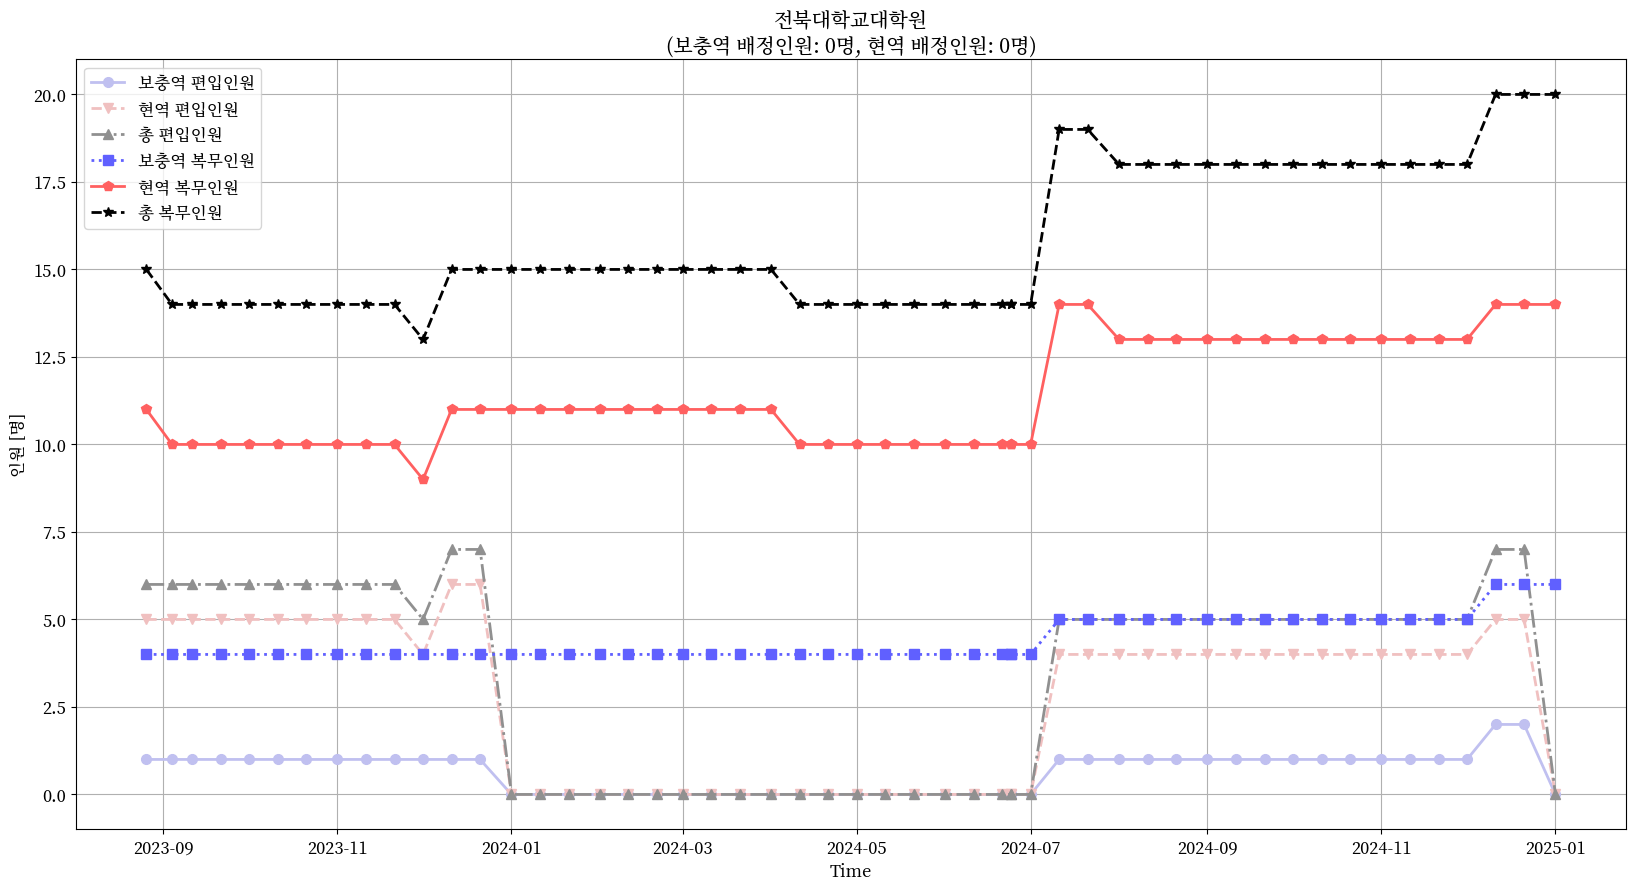 전북대학교대학원
(보충역 배정인원: 0명, 현역 배정인원: 0명)
보충역 편입인원
현역 편입인원
총 편입인원
보충역 복무인원
현역 복무인원
총 복무인원
20.0
17.5
15.0
12.5
10.0
7.5
5.0
2.5
0.0
인원 [명]
2023-09 2023-11 2024-01 2024-03 2024-05 2024-07 2024-09 2024-11 2025-01
Time